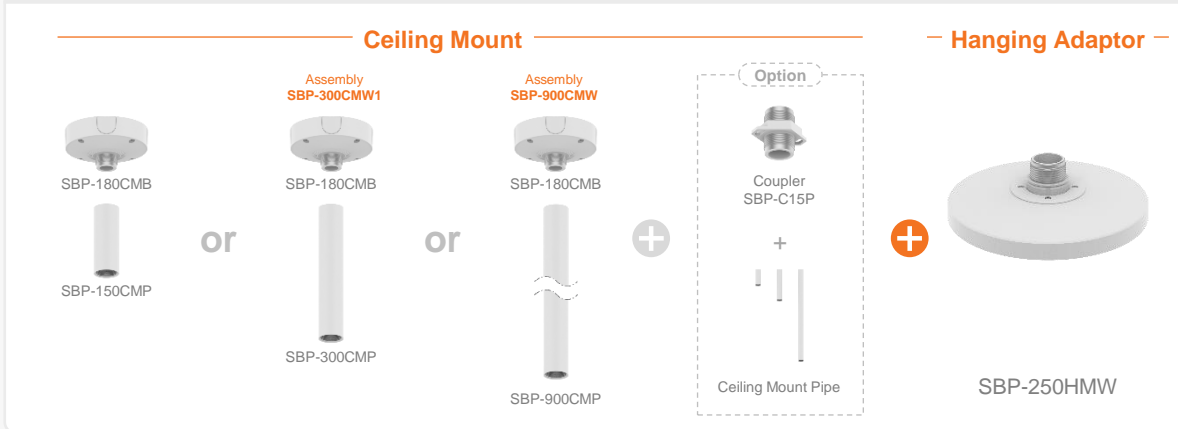 Ceiling Mount
Hanging Adaptor
Assembly
SBP-300CMW1
Assembly
SBP-900CMW
Option
SBP-180CMB
SBP-180CMB
SBP-180CMB
Coupler
SBP-C15P
or
or
+
SBP-150CMP
SBP-300CMP
SBP-900CMP
Ceiling Mount Pipe
SBP-250HMW